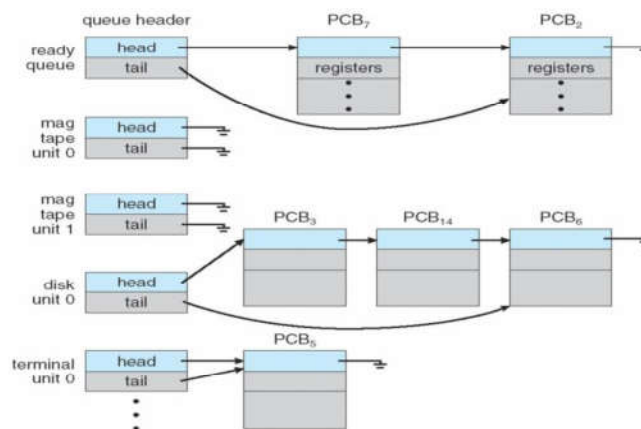 queue header PCB7 PCB2
ready queue head tail registers registers
mag tape unit 0 head tail
mag tape unit 1 head tail
PCB3 PCB14 PCB6
disk unit 0 head tail
PCB5
terminal unit 0 head tail